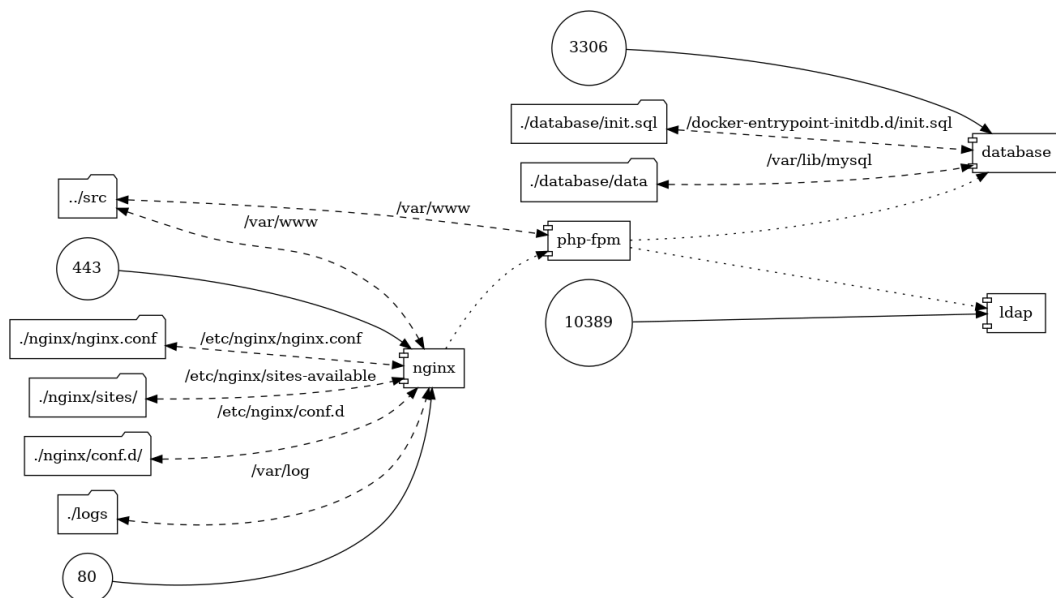 3306
./database/init.sql
/docker-entrypoint-initdb.d/init.sql
database
/var/lib/mysql
./database/data
../src
/var/www
/var/www
php-fpm
443
10389
ldap
./nginx/nginx.conf
/etc/nginx/nginx.conf
nginx
/etc/nginx/sites-available
./nginx/sites/
/etc/nginx/conf.d
./nginx/conf.d/
/var/log
./logs
80